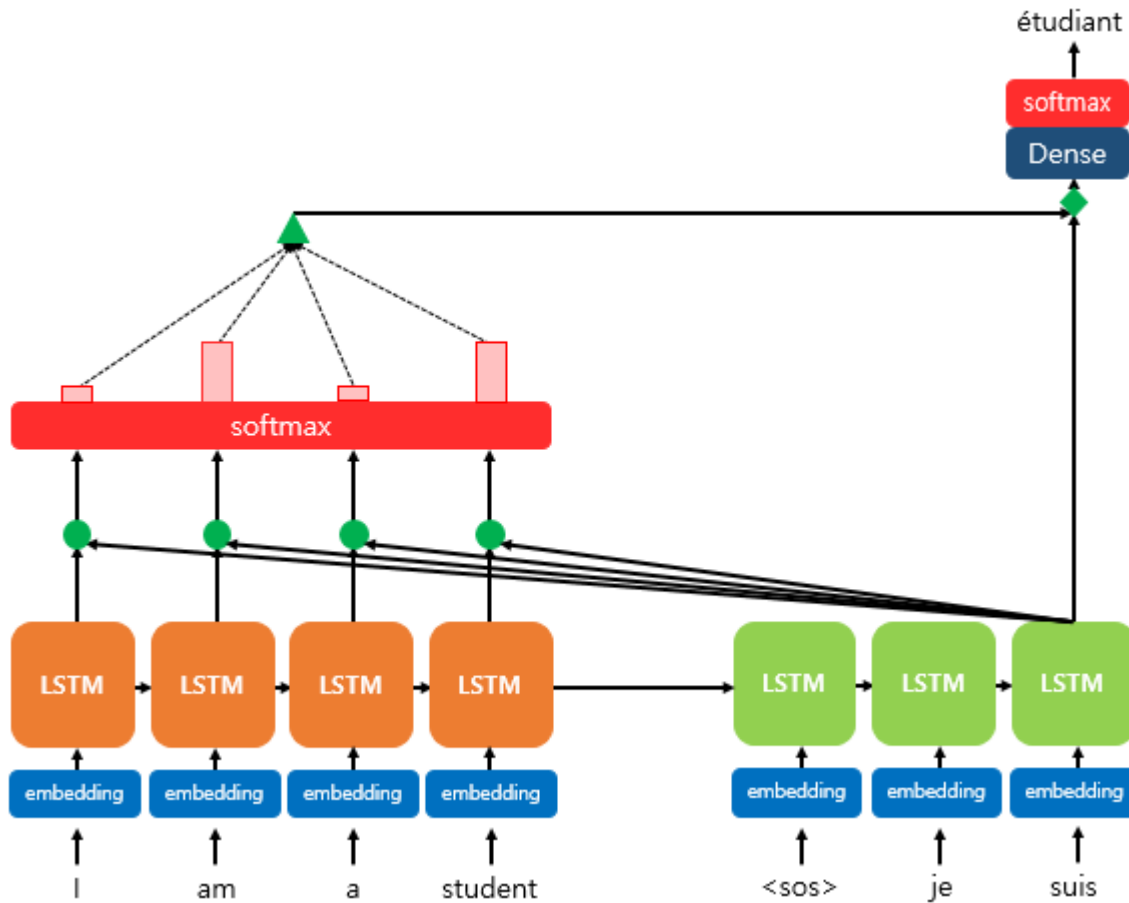 étudiant
softmax
Dense
softmax
LSTM LSTM LSTM LSTM LSTM LSTM LSTM
embedding embedding embedding embedding embedding embedding embedding
I am a student <sos> je suis